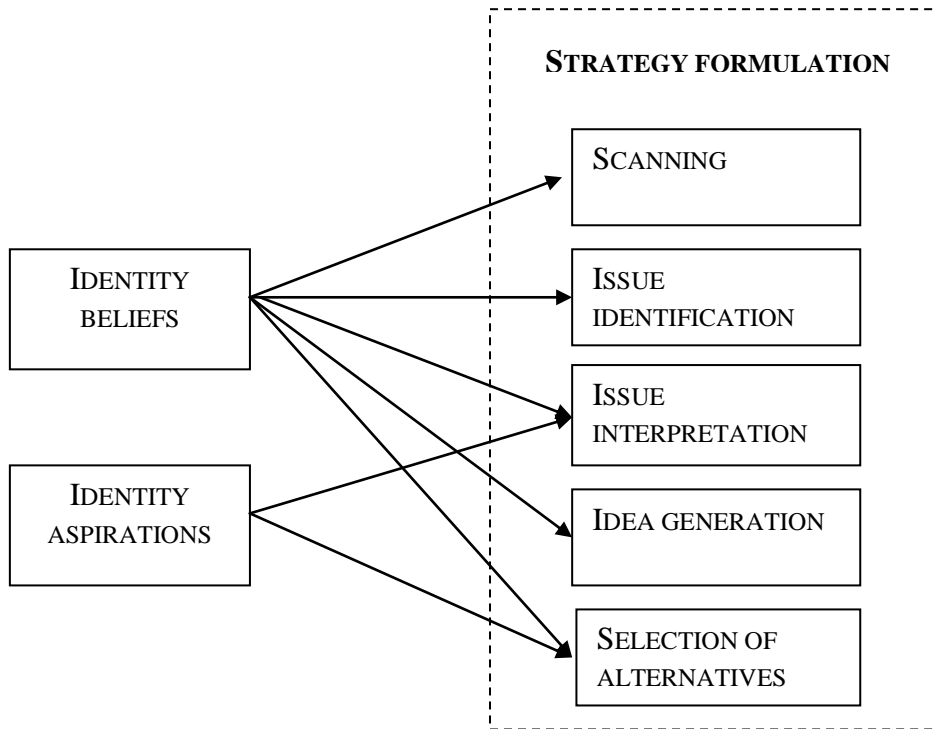 STRATEGY FORMULATION
SCANNING
IDENTITY
BELIEFS
ISSUE
IDENTIFICATION
ISSUE
INTERPRETATION
IDENTITY
ASPIRATIONS
IDEA GENERATION
SELECTION OF
ALTERNATIVES